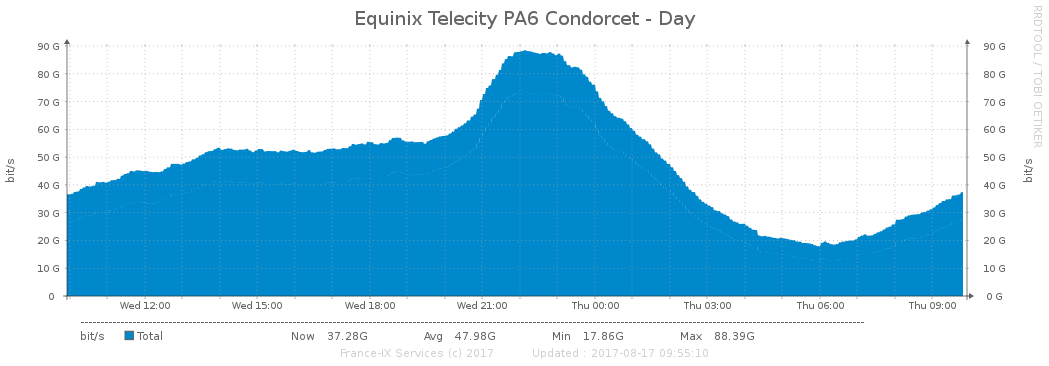 Equinix Telecity PA6 Condorcet - Day
RRDTOOL / TOBI OETIKER
90 G 90 G
80 G 80 G
70 G 70 G
60 G 60 G
50 G 50 G
40 G 40 G
30 G 30 G
20 G 20 G
10 G 10 G
0 0 G
bit/s
bit/s
Wed 12:00 Wed 15:00 Wed 18:00 Wed 21:00 Thu 00:00 Thu 03:00 Thu 06:00 Thu 09:00
bit/s Total Now 37.28G Avg 47.98G Min 17.86G Max 88.39G
France-IX Services (c) 2017 Updated : 2017-08-17 09:55:10